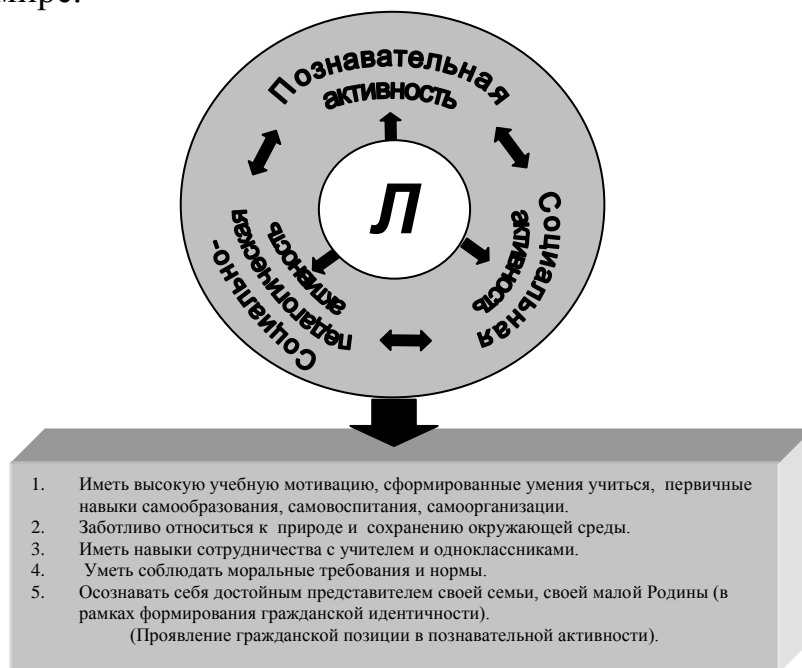 мире.
Познавательная
активность
Л
Социальная
активность
Социально-
педагогическая
активность
1. Иметь высокую учебную мотивацию, сформированные умения учиться, первичные
навыки самообразования, самовоспитания, самоорганизации.
2. Заботливо относиться к природе и сохранению окружающей среды.
3. Иметь навыки сотрудничества с учителем и одноклассниками.
4. Уметь соблюдать моральные требования и нормы.
5. Осознавать себя достойным представителем своей семьи, своей малой Родины (в
рамках формирования гражданской идентичности).
(Проявление гражданской позиции в познавательной активности).